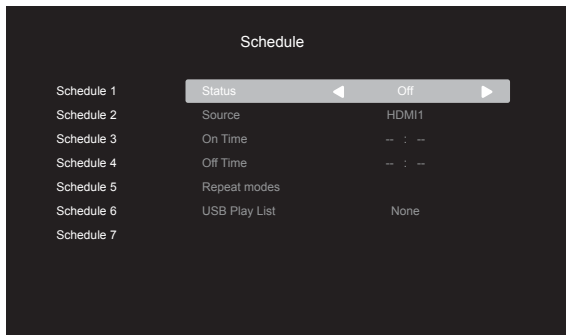 Schedule
Schedule 1 Status Off
Schedule 2 Source HDMI1
Schedule 3 On Time -- : --
Schedule 4 Off Time -- : --
Schedule 5 Repeat modes
Schedule 6 USB Play List None
Schedule 7